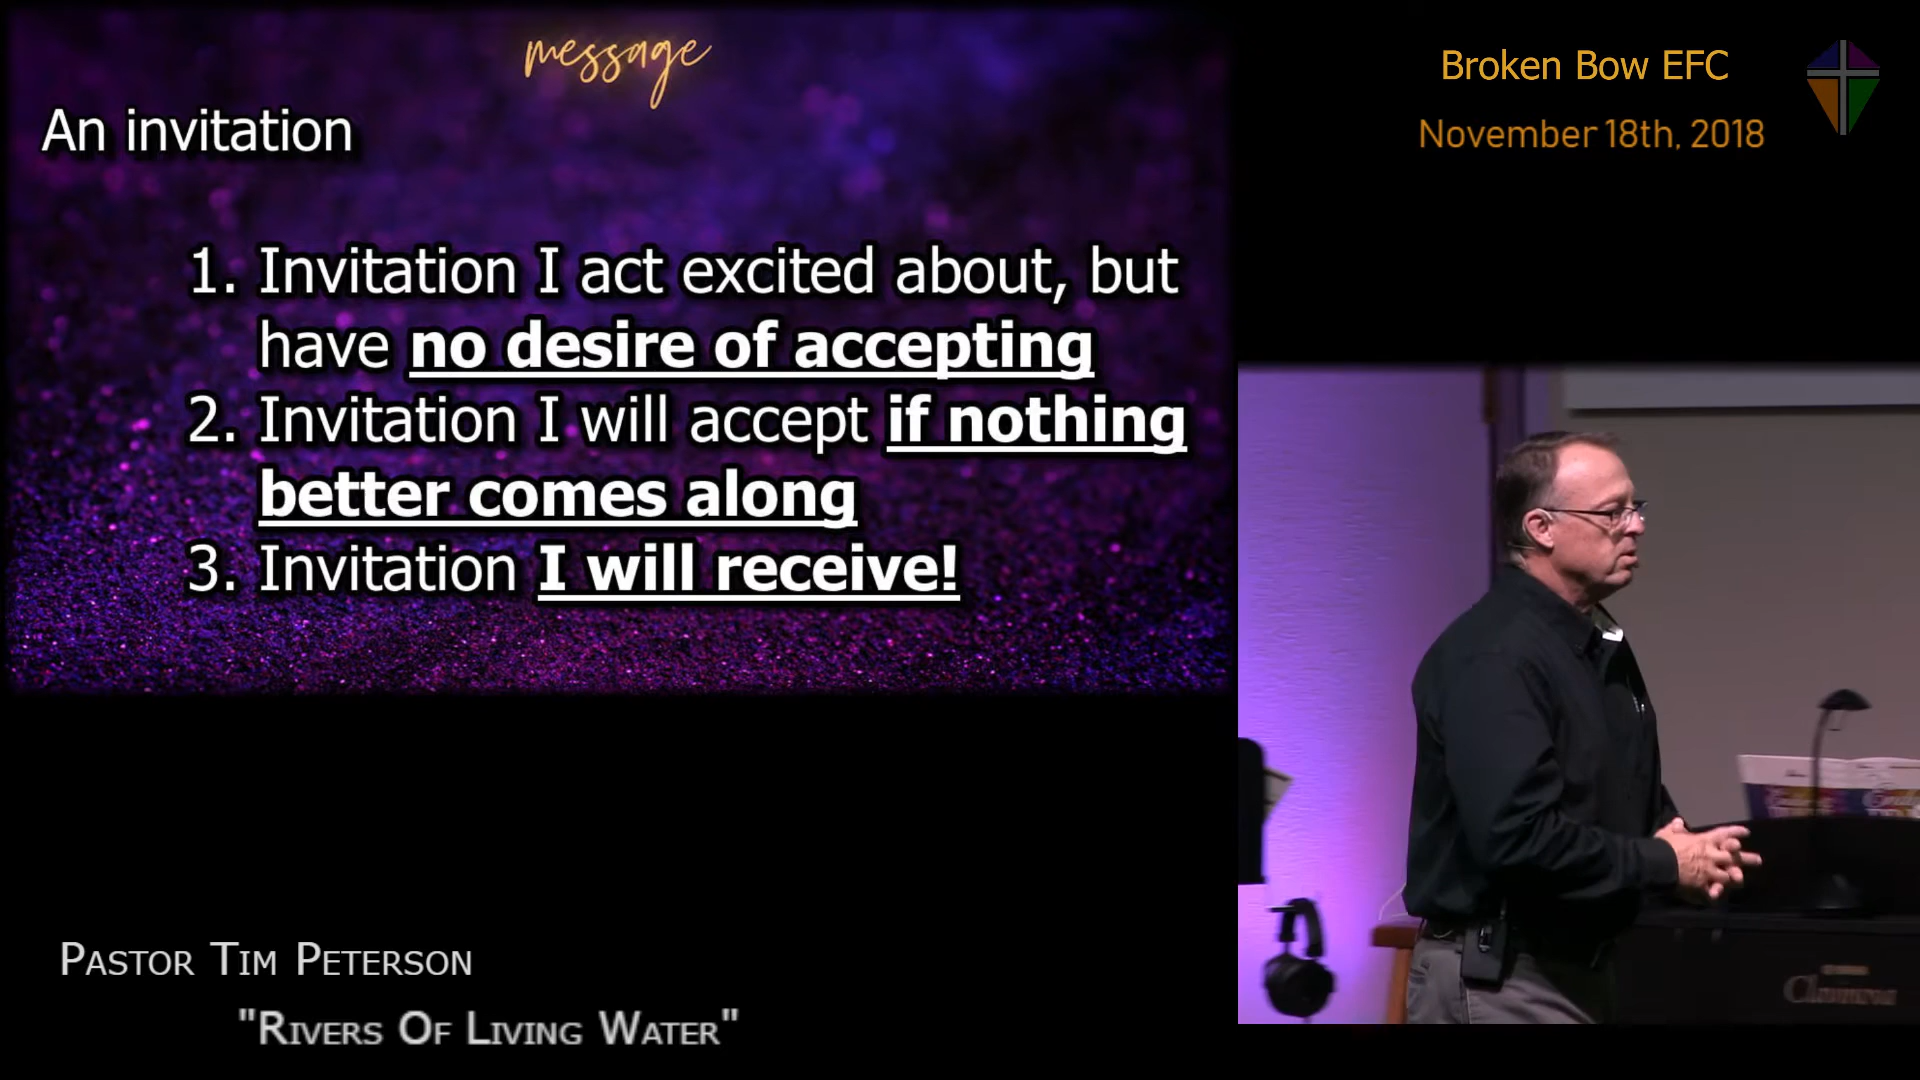 message
An invitation
1. Invitation I act excited about, but
have no desire of accepting
2. Invitation I will accept if nothing
better comes along
3. Invitation I will receive!
Broken Bow EFC
November 18th, 2018
PASTOR TIM PETERSON
"RIVERS OF LIVING WATER"